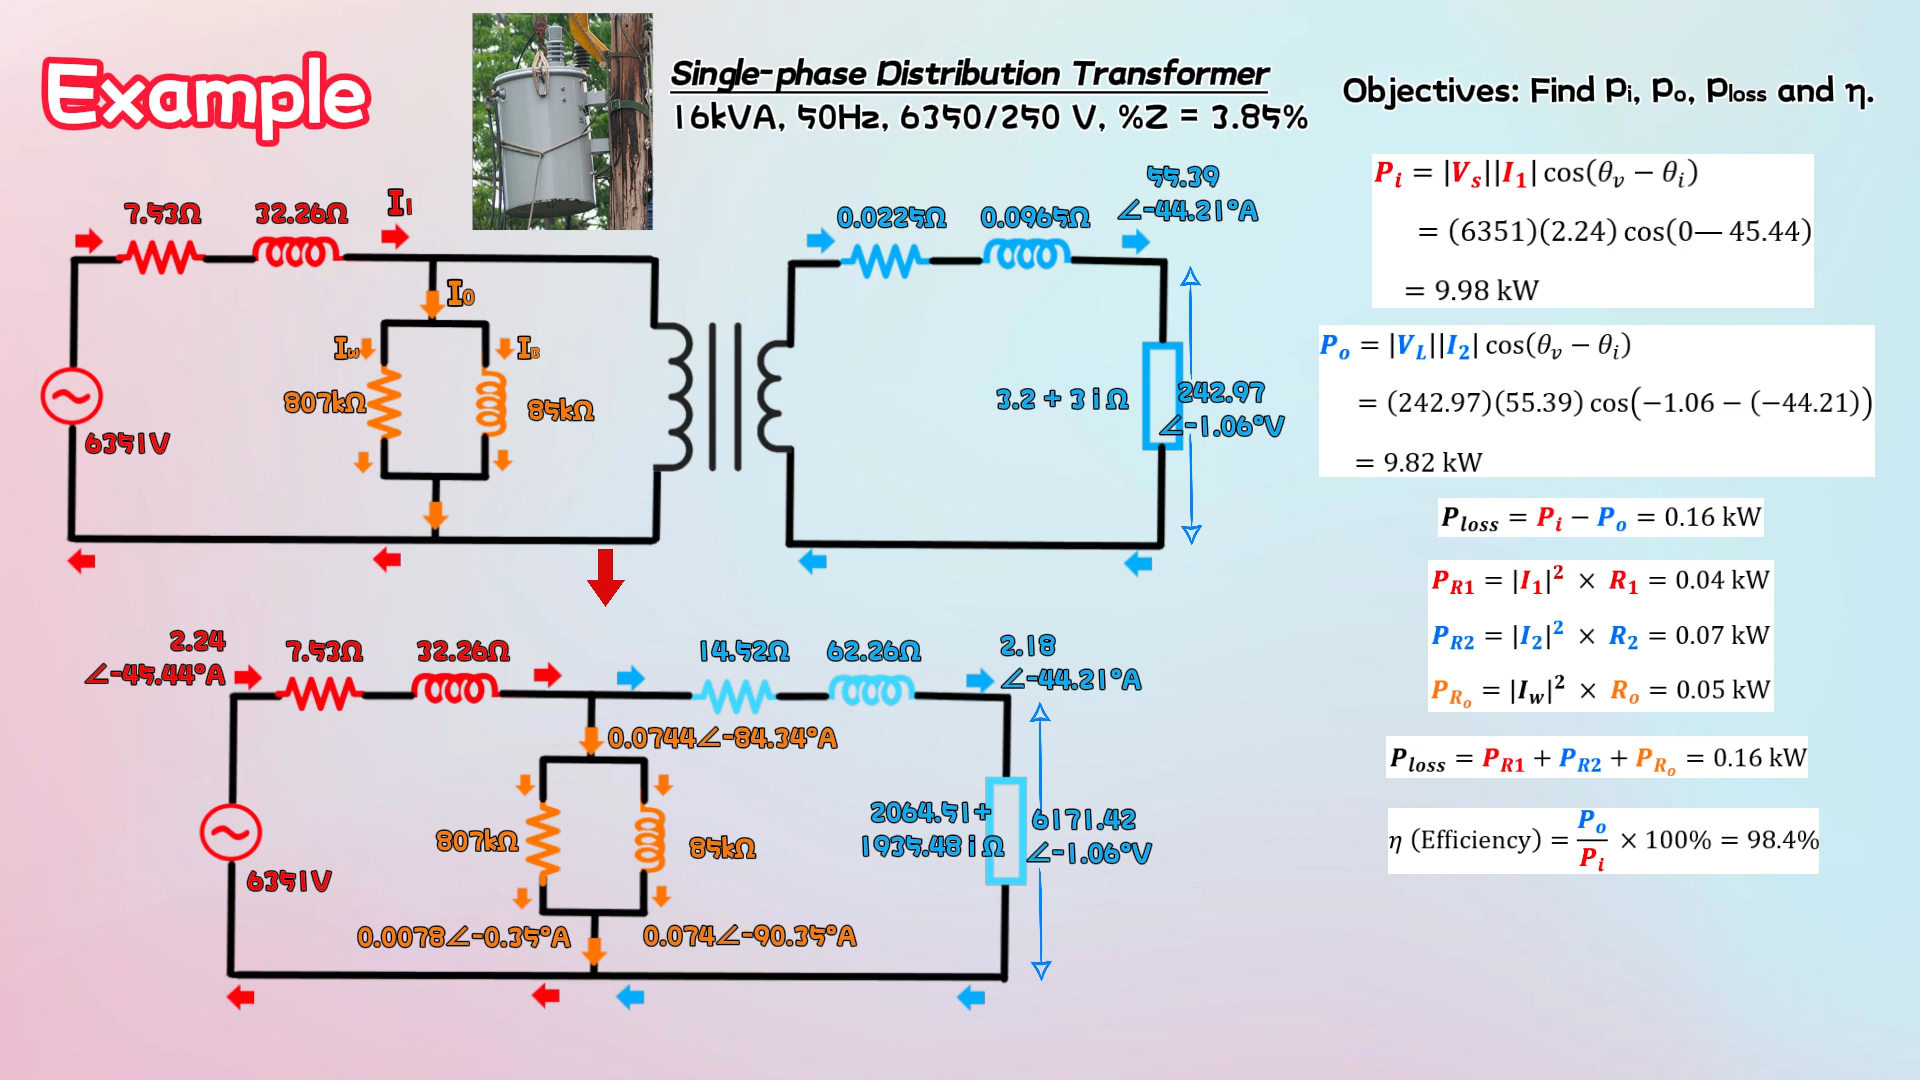 Example
Single-phase Distribution Transformer
16kVA, 50Hz, 6350/250 V, %Z = 3.85%
Objectives: Find Pi, Po, Ploss and η.
7.53Ω
32.26Ω
I1
I0
Iw
IB
807kΩ
85kΩ
6351V
0.0225Ω
0.0965Ω
55.39
∠-44.21°A
3.2 + 3 i Ω
242.97
∠-1.06°V
2.24
∠-45.44°A
7.53Ω
32.26Ω
14.52Ω
62.26Ω
2.18
∠-44.21°A
0.0744∠-84.34°A
807kΩ
85kΩ
6351V
2064.51+
1935.48 i Ω
6171.42
∠-1.06°V
0.0078∠-0.35°A
0.074∠-90.35°A
Pi = |Vs||I1| cos(θv − θi)
= (6351)(2.24) cos(0— 45.44)
= 9.98 kW
Po = |VL||I2| cos(θv − θi)
= (242.97)(55.39) cos(−1.06 − (−44.21))
= 9.82 kW
Ploss = Pi − Po = 0.16 kW
PR1 = |I1|² × R1 = 0.04 kW
PR2 = |I2|² × R2 = 0.07 kW
PRo = |Iw|² × Ro = 0.05 kW
Ploss = PR1 + PR2 + PRo = 0.16 kW
η (Efficiency) = Po/Pi × 100% = 98.4%